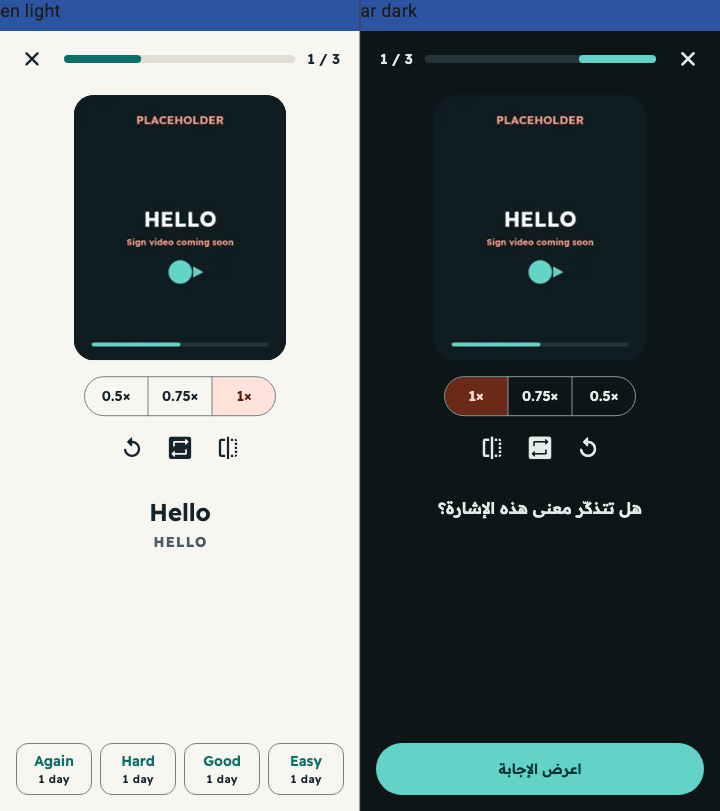 en light
1 / 3
PLACEHOLDER
HELLO
Sign video coming soon
0.5×
0.75×
1×
Hello
HELLO
Again
1 day
Hard
1 day
Good
1 day
Easy
1 day
ar dark
1 / 3
PLACEHOLDER
HELLO
Sign video coming soon
1×
0.75×
0.5×
هل تتذكّر معنى هذه الإشارة؟
اعرض الإجابة